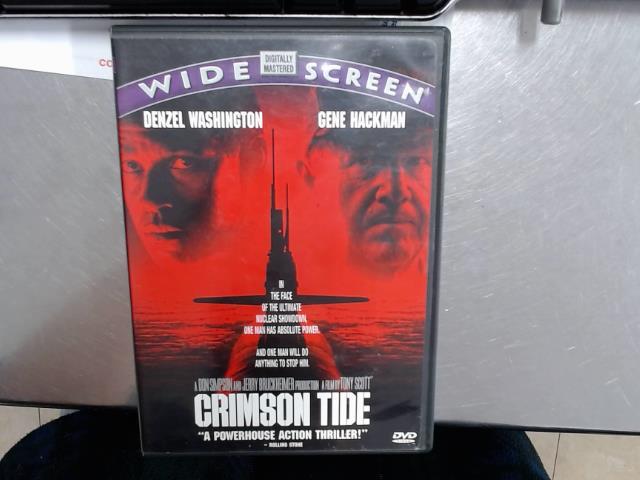 CO
WIDE DIGITALLY MASTERED SCREEN
DENZEL WASHINGTON GENE HACKMAN
IN
THE FACE
OF THE ULTIMATE
NUCLEAR SHOWDOWN,
ONE MAN HAS ABSOLUTE POWER.
AND ONE MAN WILL DO
ANYTHING TO STOP HIM.
A DON SIMPSON AND JERRY BRUCKHEIMER PRODUCTION A FILM BY TONY SCOTT
CRIMSON TIDE
"A POWERHOUSE ACTION THRILLER!"
- ROLLING STONE
DVD